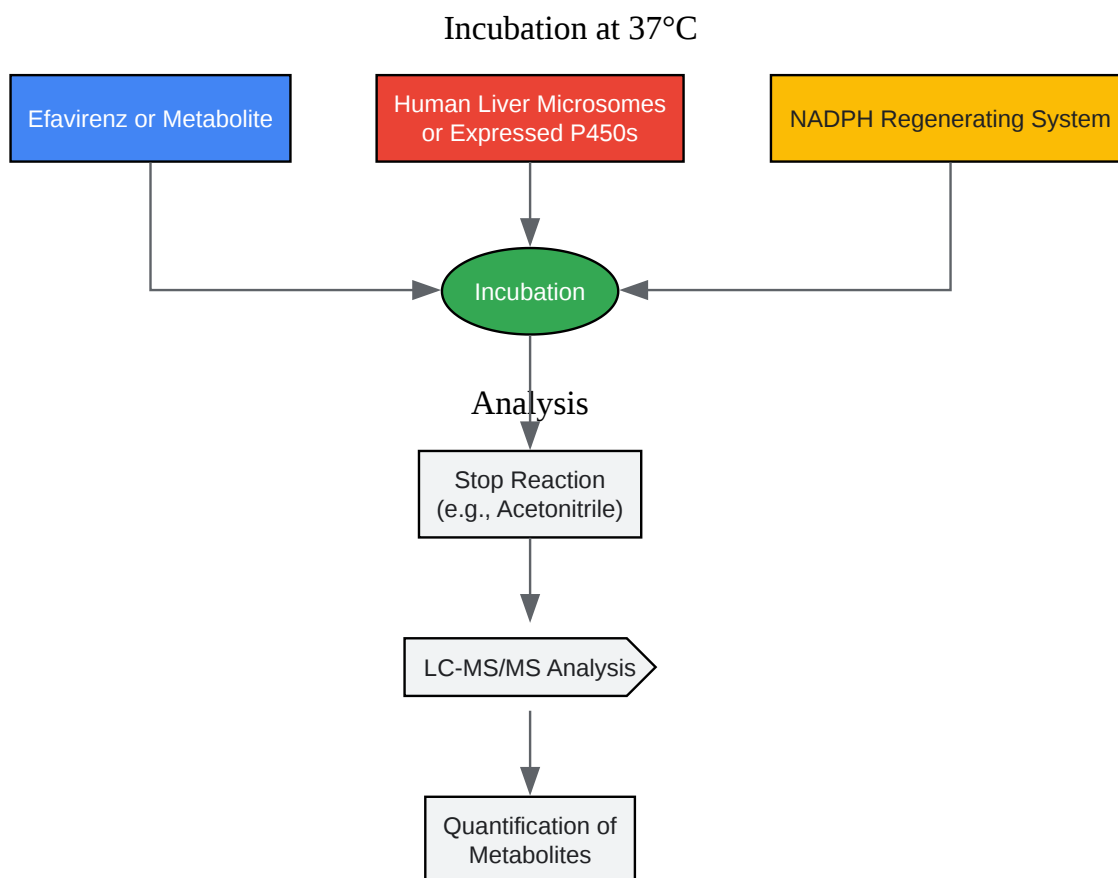 Incubation at 37°C
Efavirenz or Metabolite
Human Liver Microsomes
or Expressed P450s
NADPH Regenerating System
Incubation
Analysis
Stop Reaction
(e.g., Acetonitrile)
LC-MS/MS Analysis
Quantification of
Metabolites